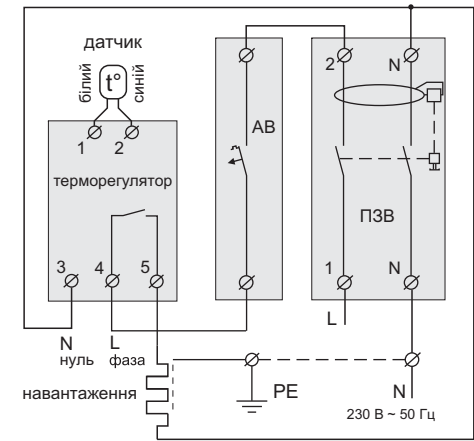 датчик
білий
t°
синій
1 2
терморегулятор
3 4 5
N
нуль
L
фаза
навантаження
АВ
2 N
ПЗВ
1 N
L
PE
N
230 В ~ 50 Гц